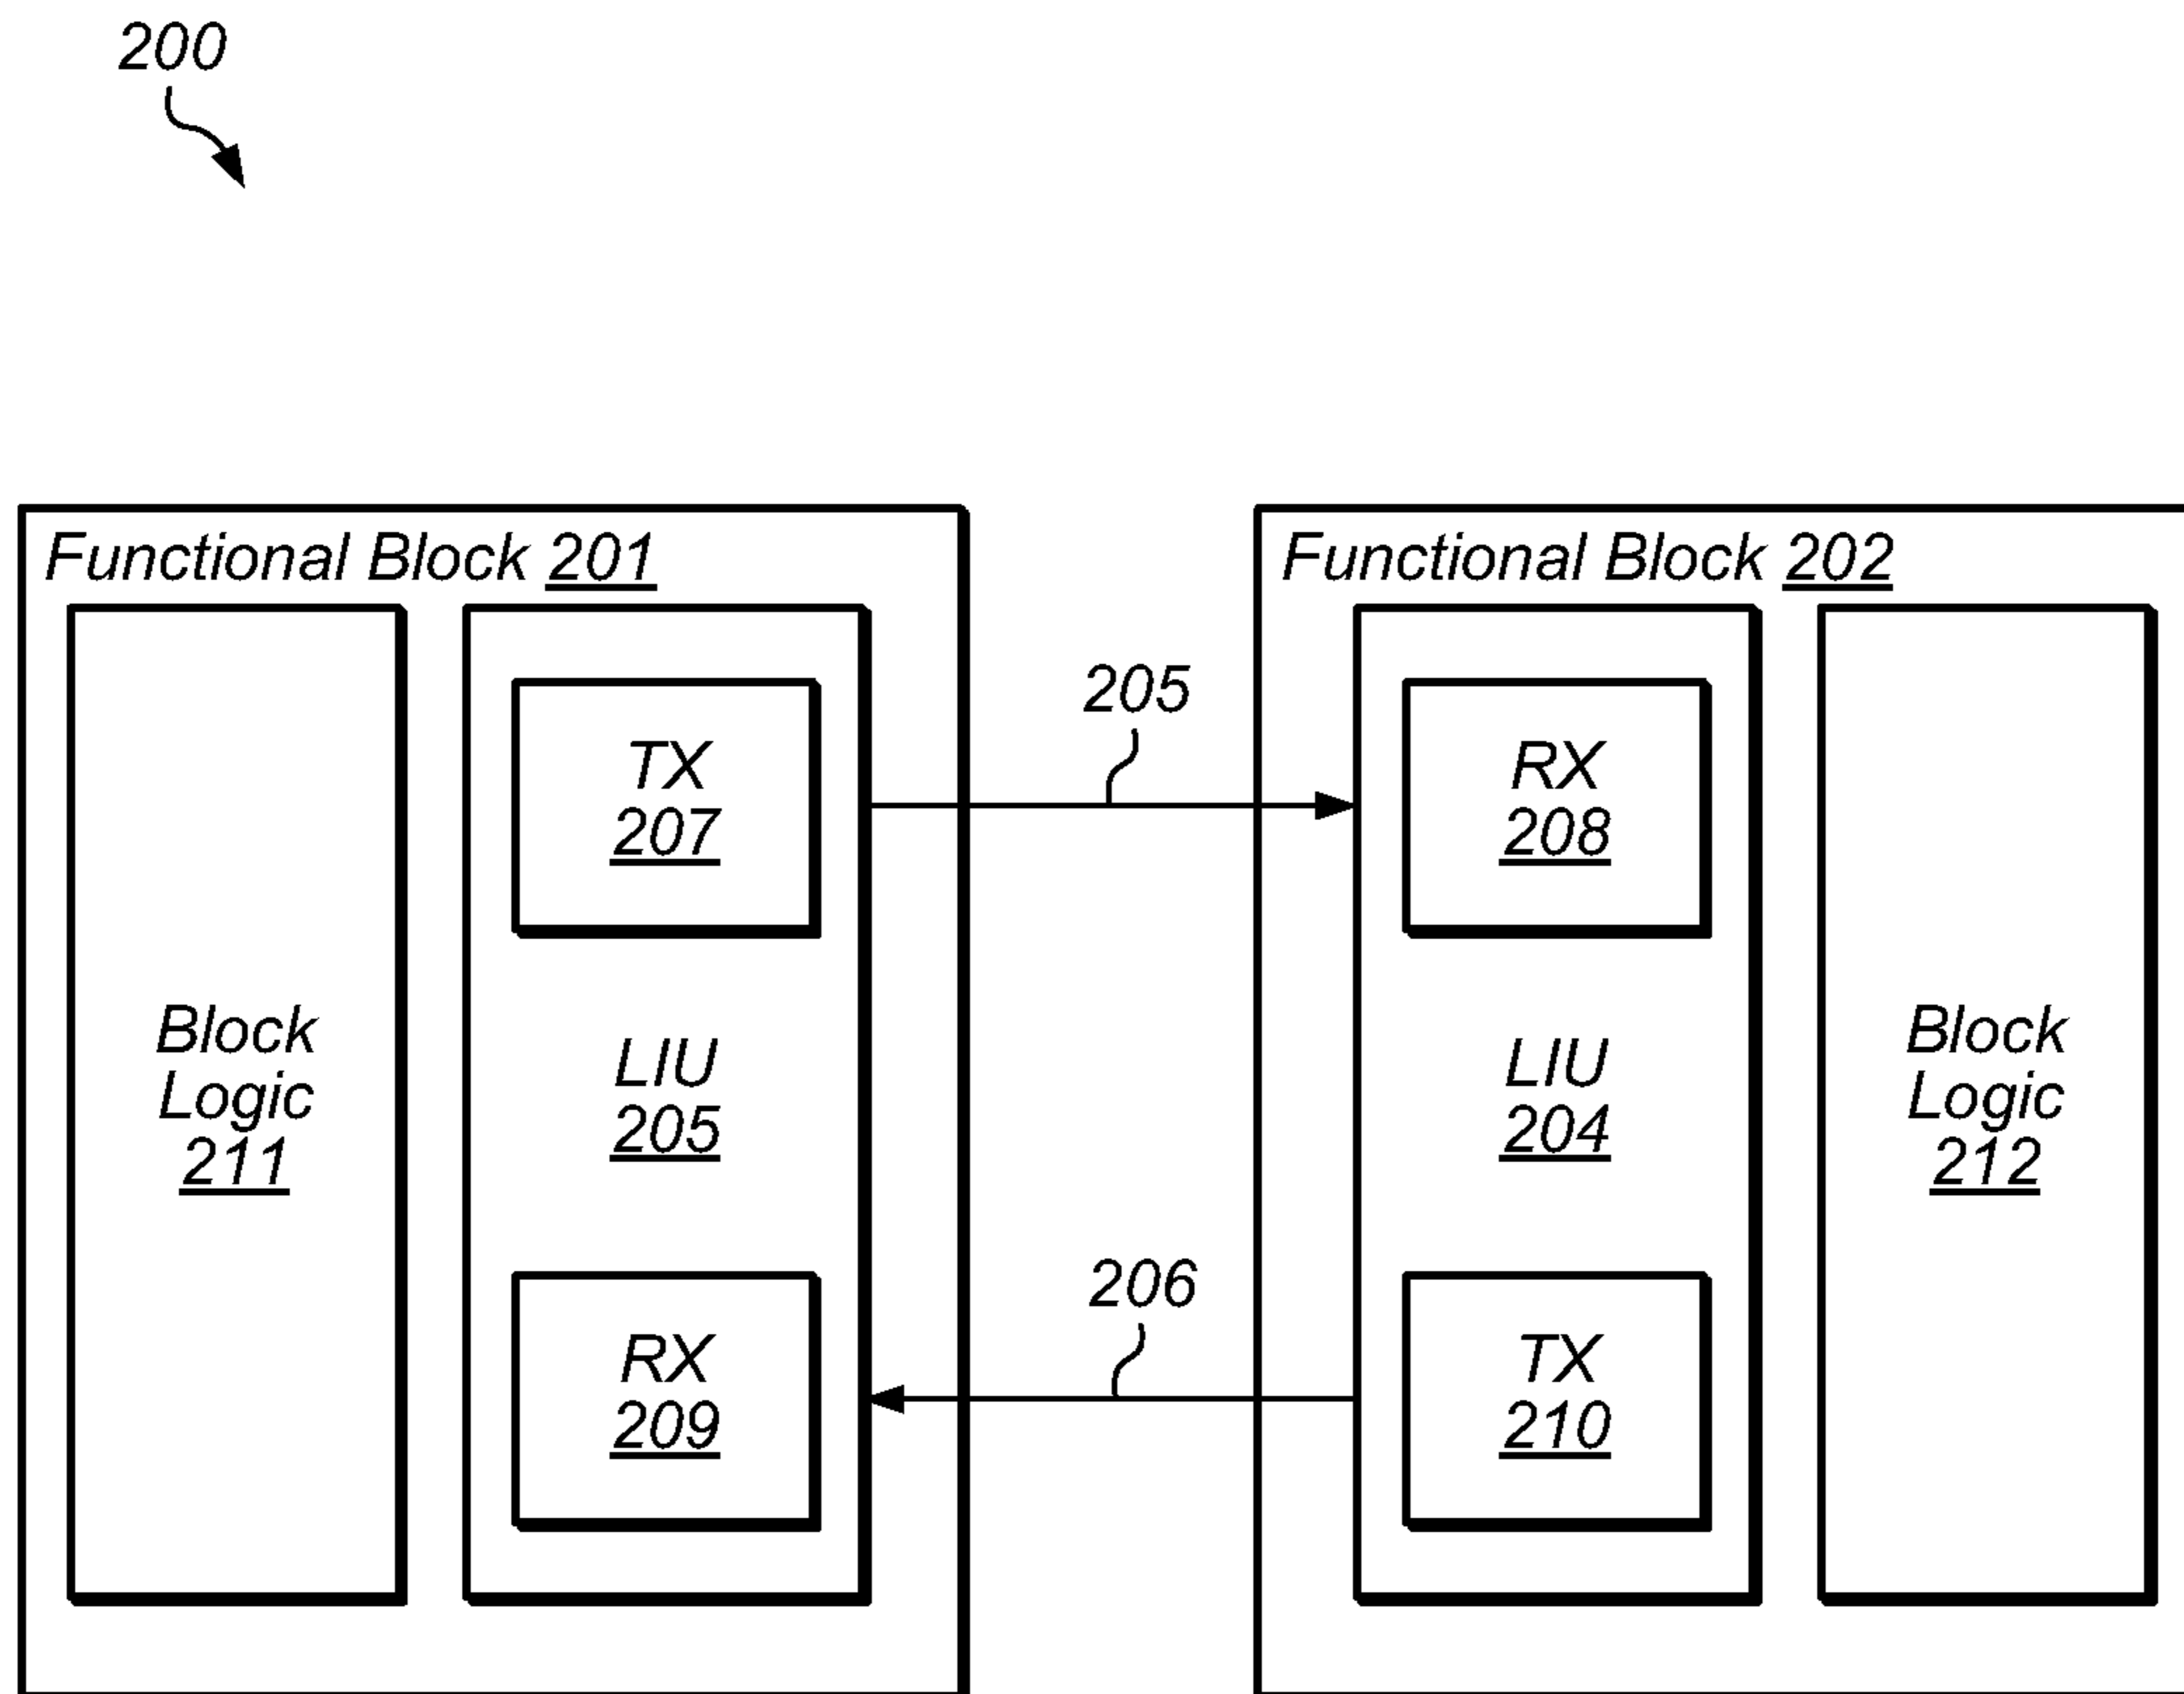 200
Functional Block 201
Functional Block 202
TX
207
205
RX
208
Block
Logic
211
LIU
205
LIU
204
Block
Logic
212
RX
209
206
TX
210